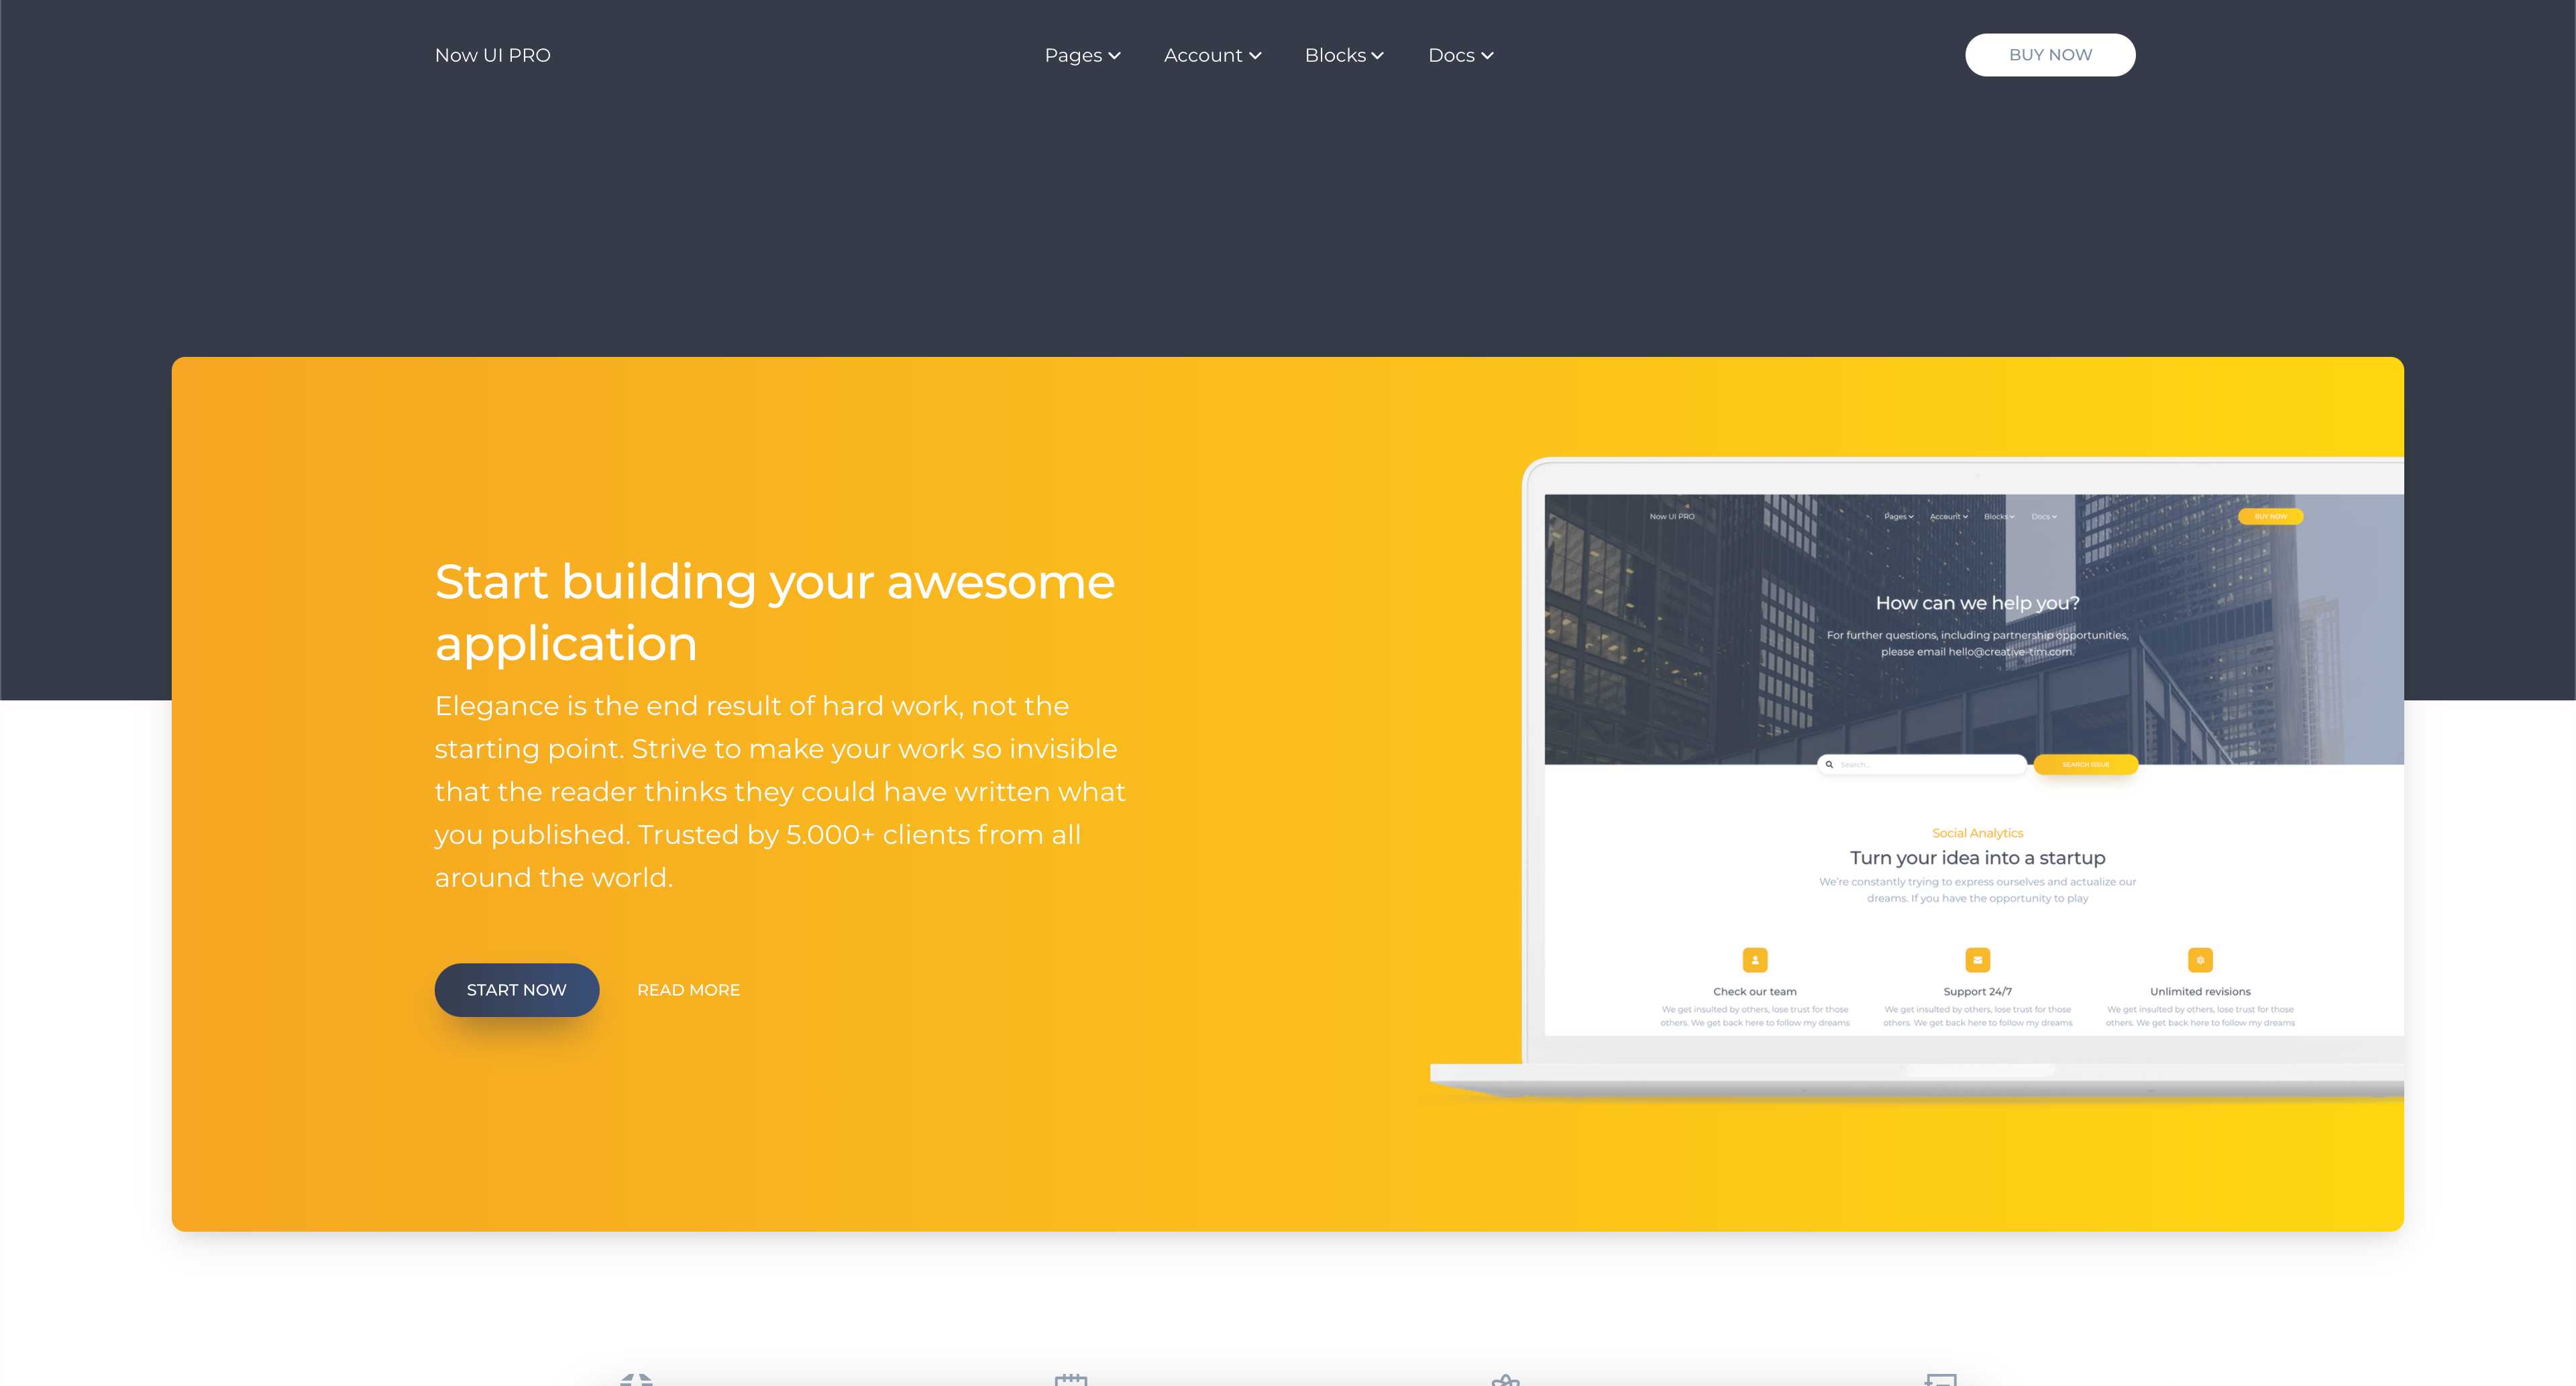 Now UI PRO
Pages
Account
Blocks
Docs
BUY NOW
Start building your awesome
application
Elegance is the end result of hard work, not the
starting point. Strive to make your work so invisible
that the reader thinks they could have written what
you published. Trusted by 5.000+ clients from all
around the world.
START NOW
READ MORE
Now UI PRO
Pages
Account
Blocks
Docs
BUY NOW
How can we help you?
For further questions, including partnership opportunities,
please email hello@creative-tim.com.
Search...
SEARCH ISSUE
Social Analytics
Turn your idea into a startup
We're constantly trying to express ourselves and actualize our
dreams. If you have the opportunity to play
Check our team
We get insulted by others, lose trust for those
others. We get back here to follow my dreams
Support 24/7
We get insulted by others, lose trust for those
others. We get back here to follow my dreams
Unlimited revisions
We get insulted by others, lose trust for those
others. We get back here to follow my dreams